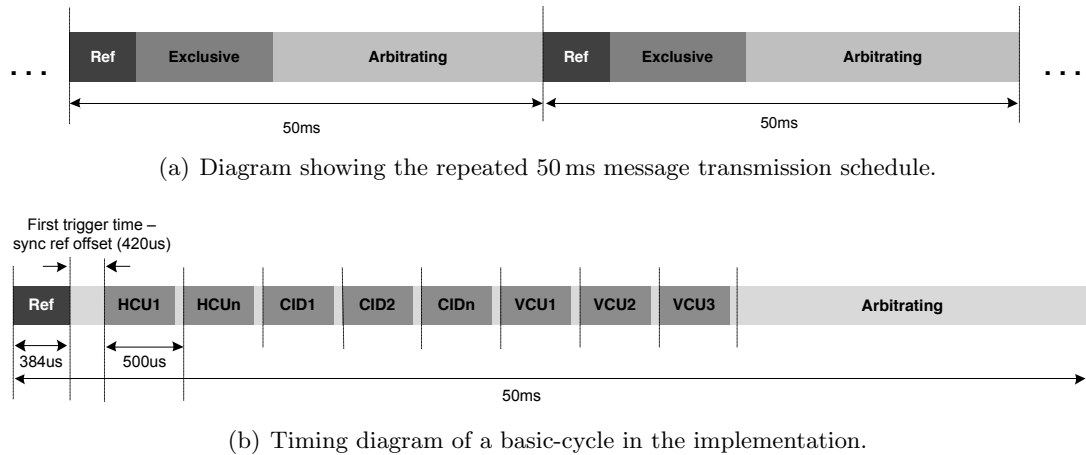 Ref Exclusive Arbitrating Ref Exclusive Arbitrating
. . . . . .
50ms 50ms
(a) Diagram showing the repeated 50 ms message transmission schedule.
First trigger time –
sync ref offset (420us)
Ref HCU1 HCUn CID1 CID2 CIDn VCU1 VCU2 VCU3 Arbitrating
384us 500us
50ms
(b) Timing diagram of a basic-cycle in the implementation.